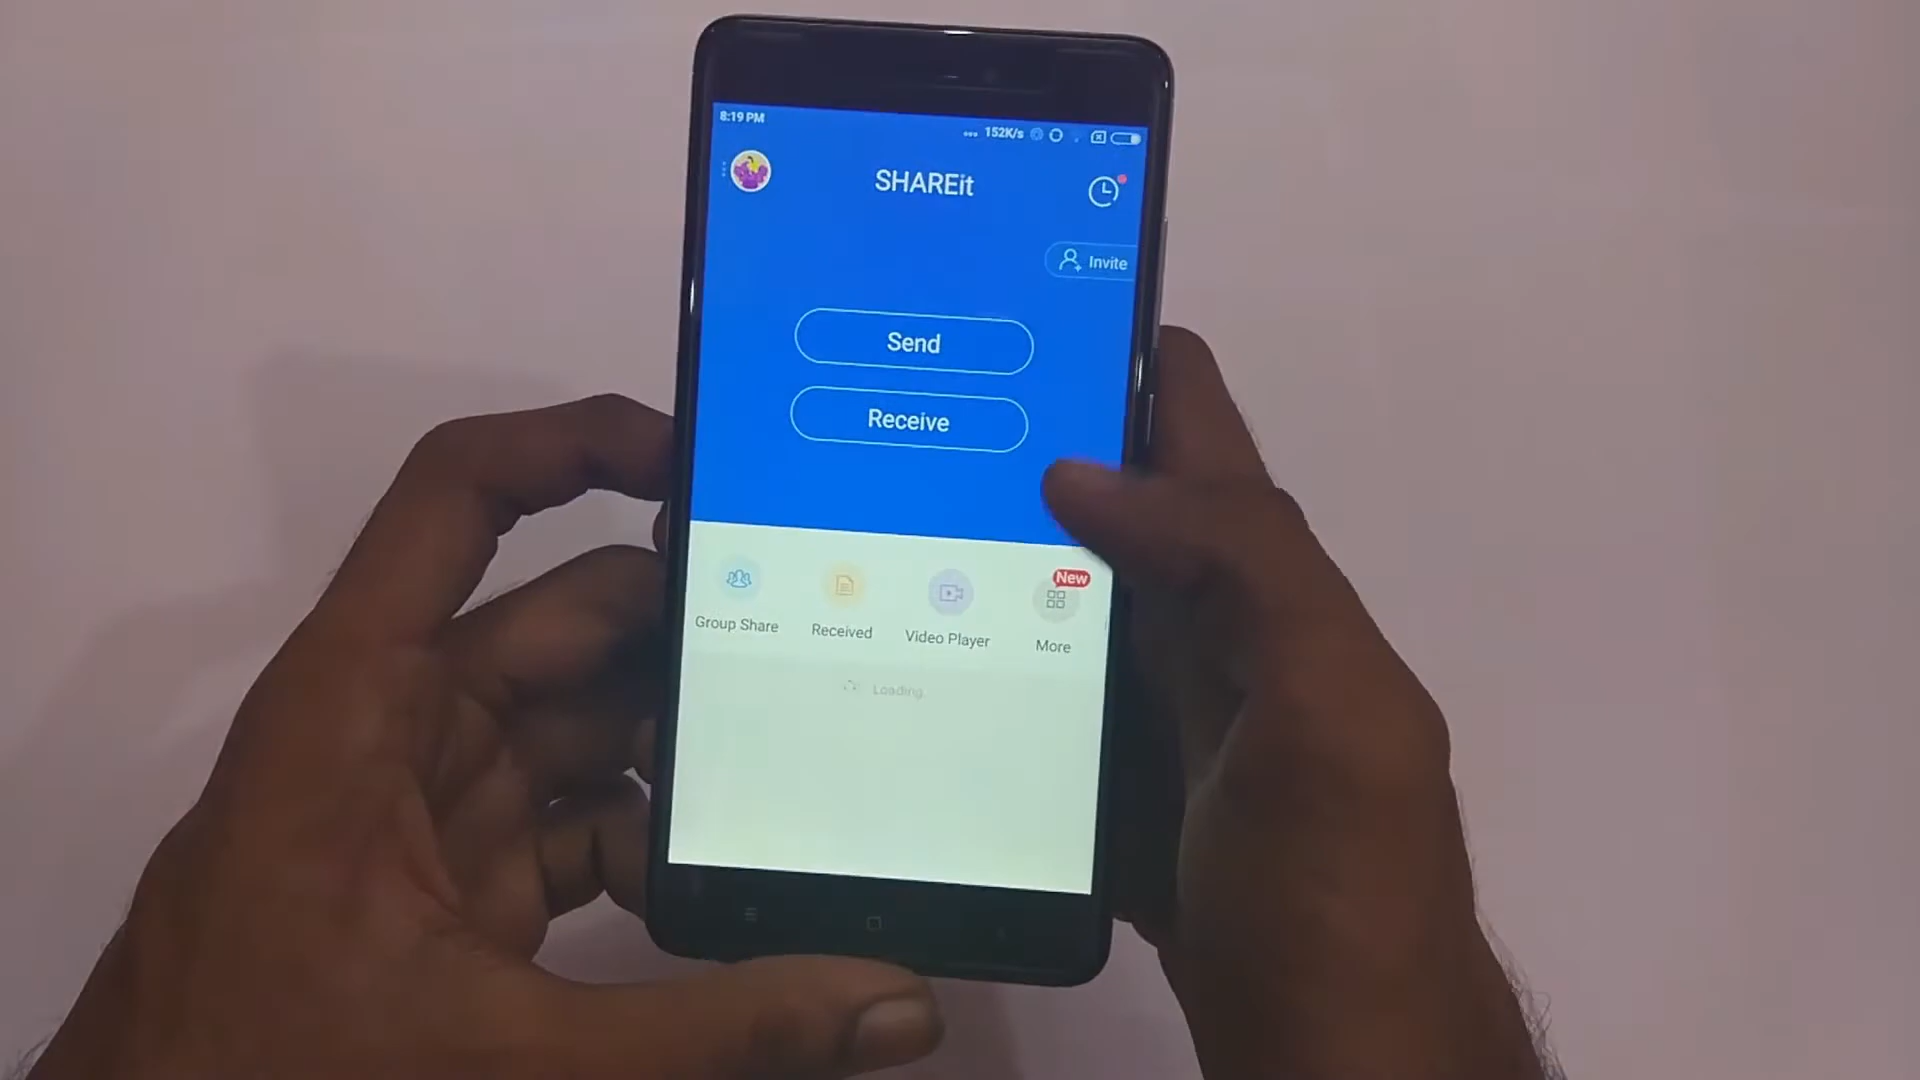 8:19 PM
... 152K/s
SHAREit
Invite
Send
Receive
New
Group Share
Received
Video Player
More
Loading